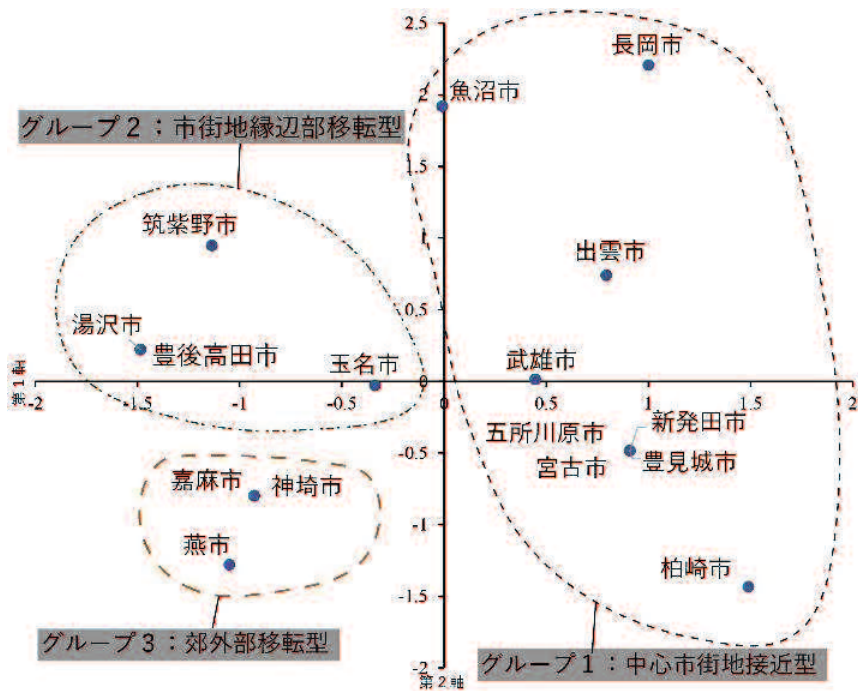 2.5
長岡市
2
魚沼市
グループ2：市街地縁辺部移転型
1.5
筑紫野市
1
出雲市
0.5
湯沢市
豊後高田市
玉名市
武雄市
第1軸
0
-2
-1.5
-1
-0.5
0
0.5
1
1.5
2
五所川原市
新発田市
-0.5
宮古市
豊見城市
嘉麻市
神埼市
-1
燕市
柏崎市
-1.5
グループ3：郊外部移転型
グループ1：中心市街地接近型
-2
第2軸